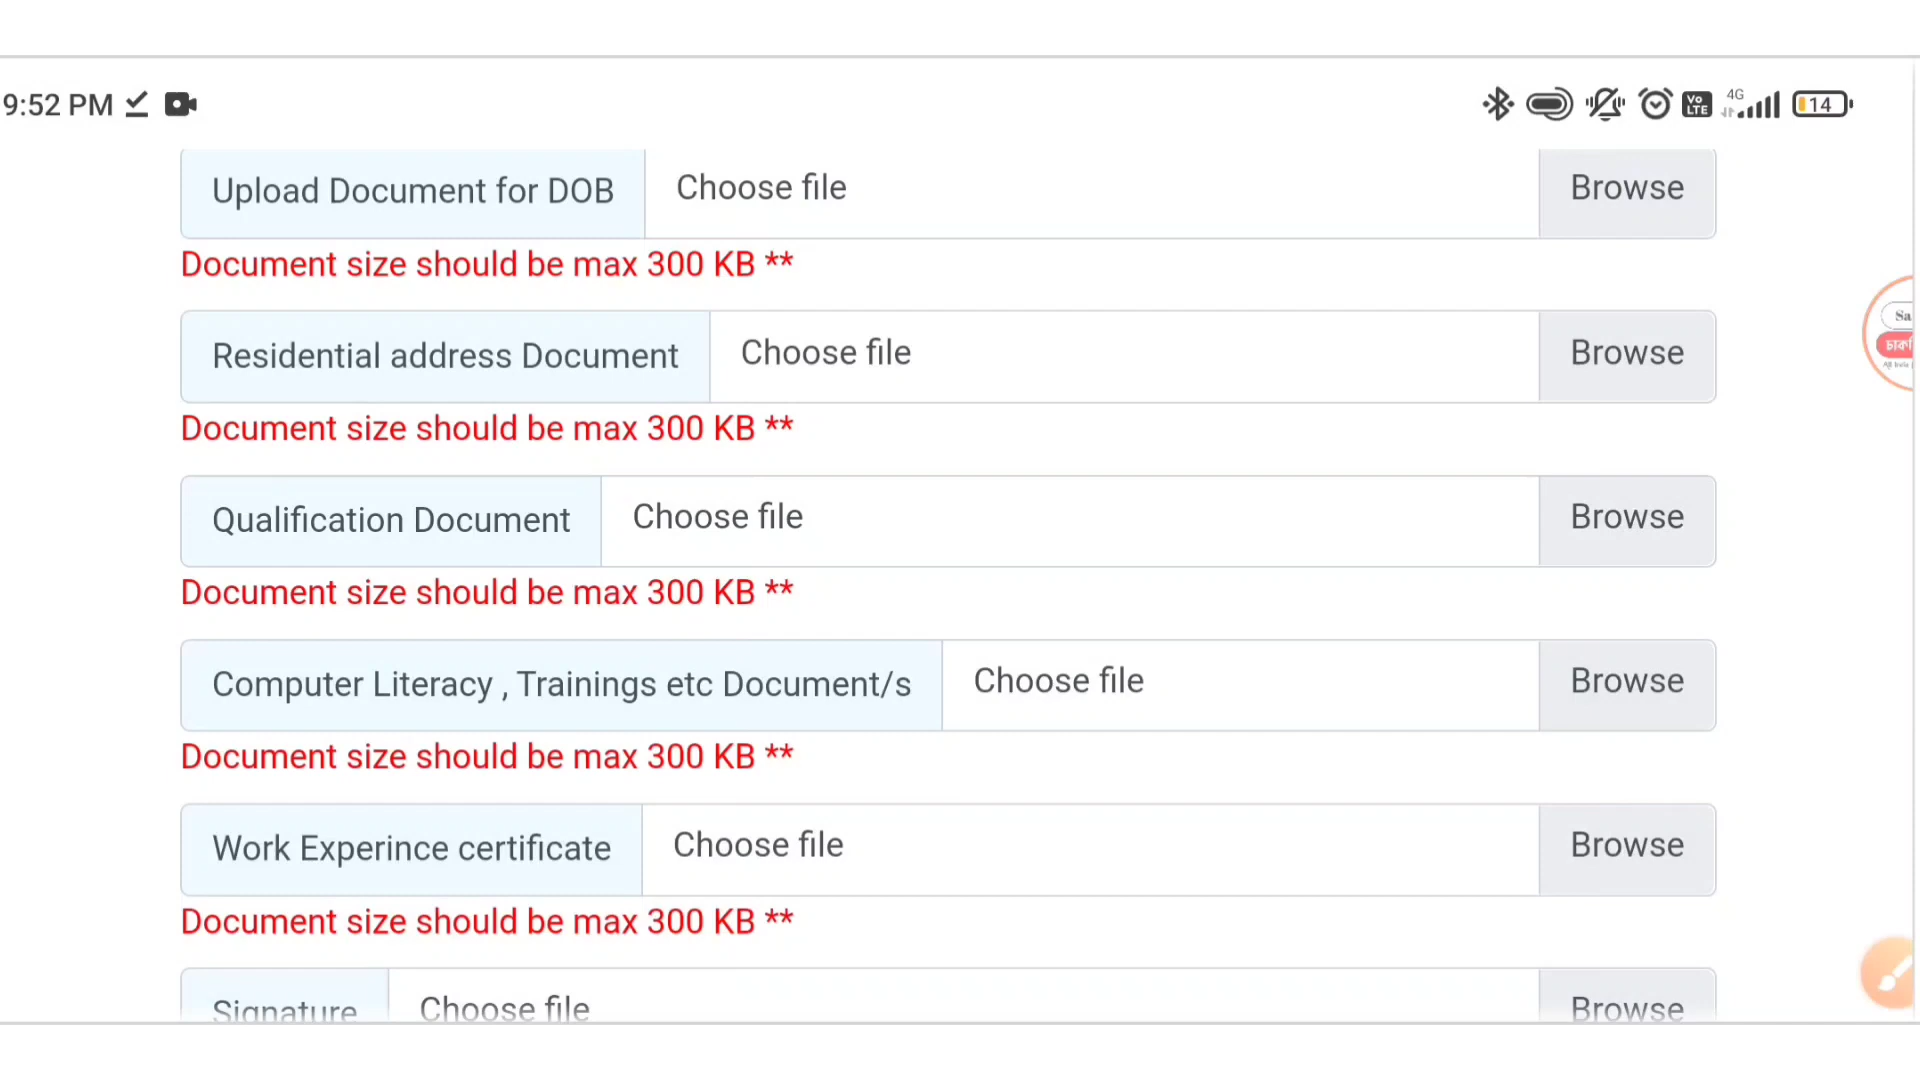 9:52 PM
Vo LTE 4G 14
Upload Document for DOB Choose file Browse
Document size should be max 300 KB **
Residential address Document Choose file Browse
Document size should be max 300 KB **
Qualification Document Choose file Browse
Document size should be max 300 KB **
Computer Literacy , Trainings etc Document/s Choose file Browse
Document size should be max 300 KB **
Work Experince certificate Choose file Browse
Document size should be max 300 KB **
Signature Choose file Browse